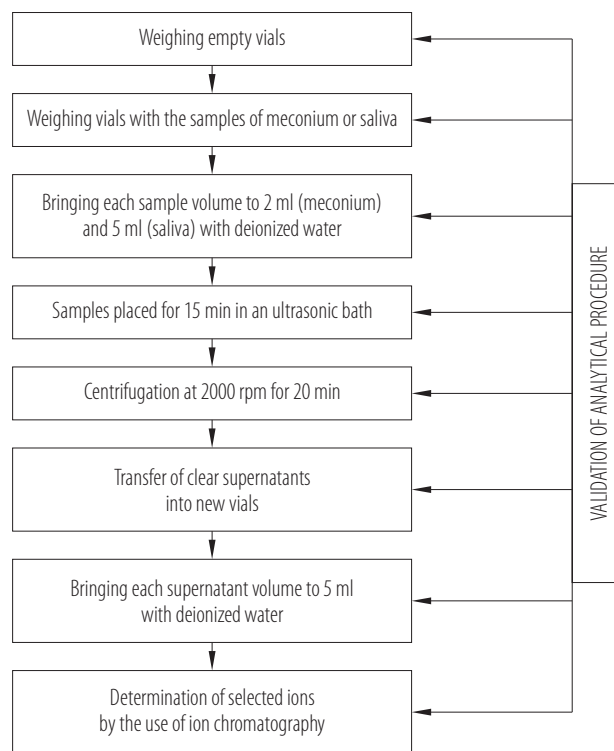 Weighing empty vials
Weighing vials with the samples of meconium or saliva
Bringing each sample volume to 2 ml (meconium)
and 5 ml (saliva) with deionized water
Samples placed for 15 min in an ultrasonic bath
Centrifugation at 2000 rpm for 20 min
Transfer of clear supernatants
into new vials
Bringing each supernatant volume to 5 ml
with deionized water
Determination of selected ions
by the use of ion chromatography
VALIDATION OF ANALYTICAL PROCEDURE